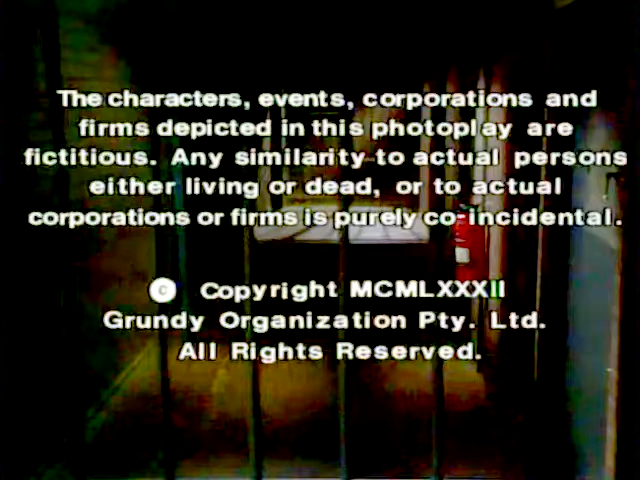 The characters, events, corporations and
firms depicted in this photoplay are
fictitious. Any similarity to actual persons
either living or dead, or to actual
corporations or firms is purely co-incidental.
© Copyright MCMLXXXII
Grundy Organization Pty. Ltd.
All Rights Reserved.